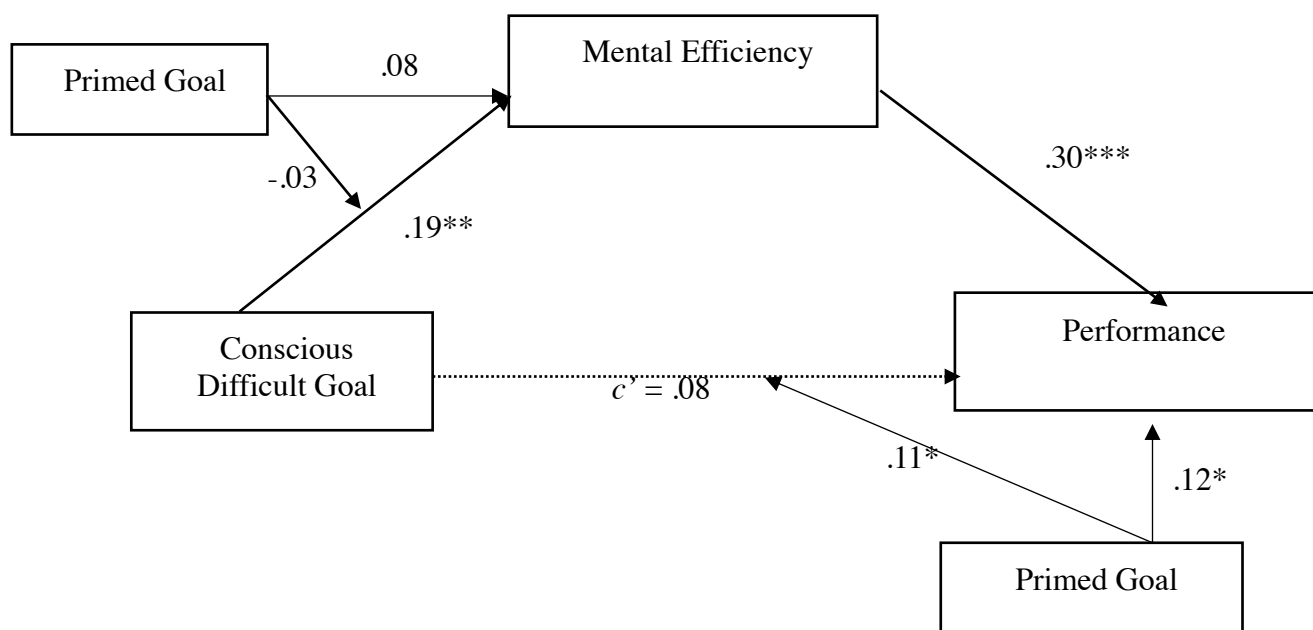 Primed Goal
.08
Mental Efficiency
-.03
.19**
.30***
Conscious
Difficult Goal
c’ = .08
Performance
.11*
.12*
Primed Goal